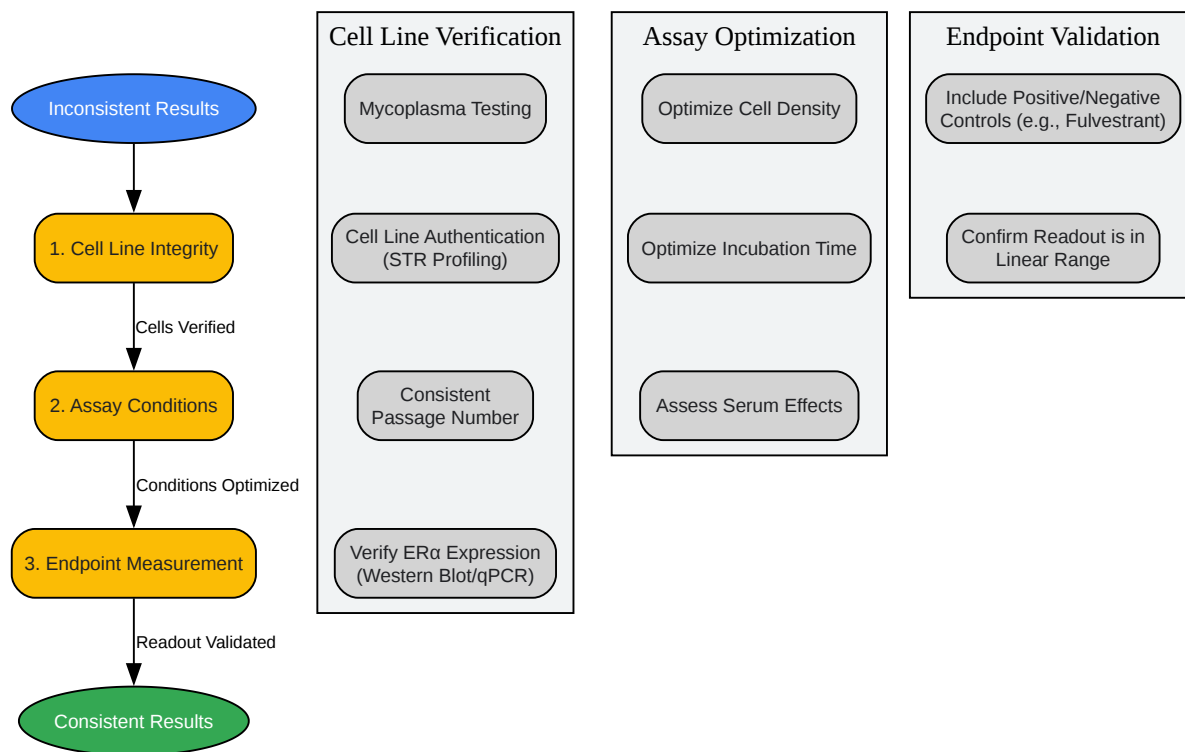 Inconsistent Results
1. Cell Line Integrity
Cells Verified
2. Assay Conditions
Conditions Optimized
3. Endpoint Measurement
Readout Validated
Consistent Results
Cell Line Verification
Mycoplasma Testing
Cell Line Authentication
(STR Profiling)
Consistent
Passage Number
Verify ERα Expression
(Western Blot/qPCR)
Assay Optimization
Optimize Cell Density
Optimize Incubation Time
Assess Serum Effects
Endpoint Validation
Include Positive/Negative
Controls (e.g., Fulvestrant)
Confirm Readout is in
Linear Range